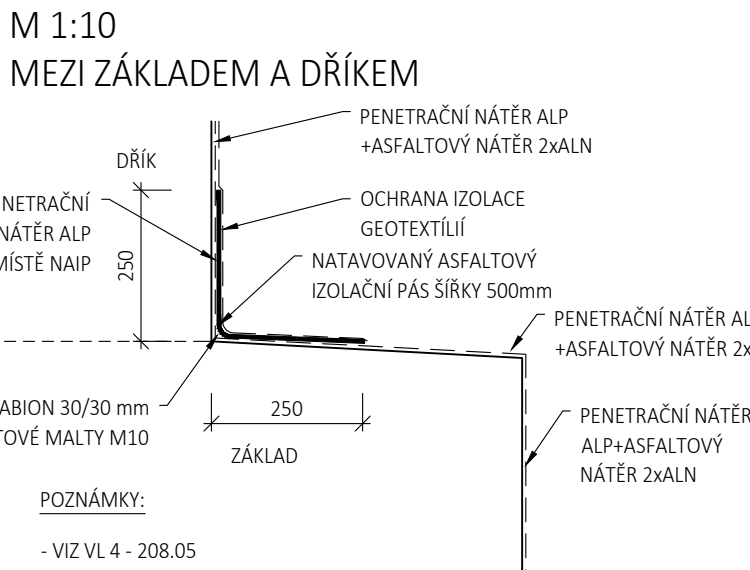 M 1:10
MEZI ZÁKLADEM A DŘÍKEM
PENETRAČNÍ NÁTĚR ALP
+ASFALTOVÝ NÁTĚR 2xALN
DŘÍK
OCHRANA IZOLACE
GEOTEXTÍLIÍ
NETRAČNÍ
NÁTĚR ALP
MÍSTĚ NAIP
250
NATAVOVANÝ ASFALTOVÝ
IZOLAČNÍ PÁS ŠÍŘKY 500mm
PENETRAČNÍ NÁTĚR AL
+ASFALTOVÝ NÁTĚR 2x
ABION 30/30 mm
TOVÉ MALTY M10
250
ZÁKLAD
PENETRAČNÍ NÁTĚR
ALP+ASFALTOVÝ
NÁTĚR 2xALN
POZNÁMKY:
- VIZ VL 4 - 208.05